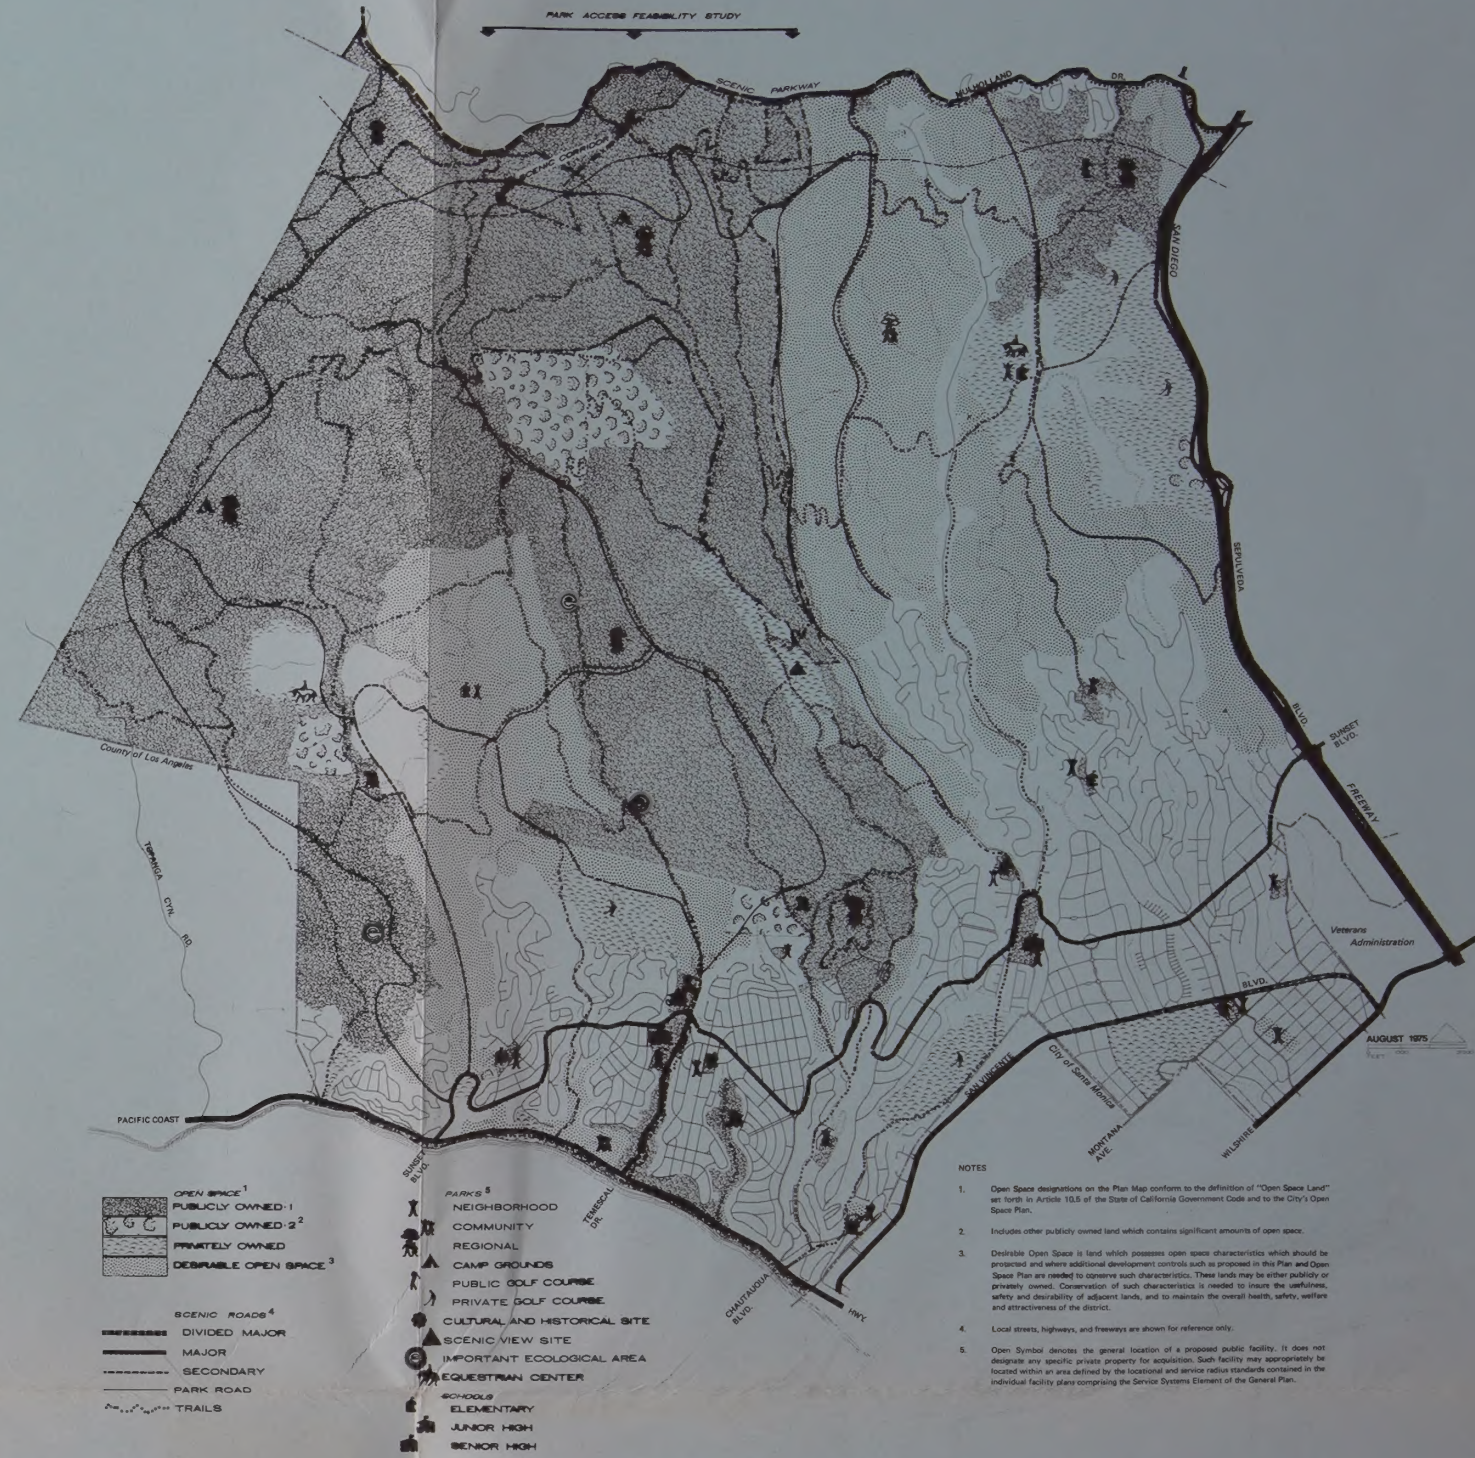 PARK ACCESS FEASIBILITY STUDY
SCENIC PARKWAY
MULHOLLAND
DR.
SAN DIEGO
SEPULVEDA
BLVD.
SUNSET
BLVD.
FREEWAY
County of Los Angeles
TOPANGA
CYN.
RD
Veterans
Administration
BLVD.
AUGUST 1975
SAN VINCENTE
City of Santa Monica
PACIFIC COAST
MONTANA
AVE.
WILSHIRE
SUNSET
BLVD.
TEMESCAL
DR.
CHAUTAUQUA
BLVD.
HWY.
OPEN SPACE1
PUBLICLY OWNED-1
PUBLICLY OWNED-2 2
PRIVATELY OWNED
DESIRABLE OPEN SPACE 3
SCENIC ROADS4
DIVIDED MAJOR
MAJOR
SECONDARY
PARK ROAD
TRAILS
PARKS 5
NEIGHBORHOOD
COMMUNITY
REGIONAL
CAMP GROUNDS
PUBLIC GOLF COURSE
PRIVATE GOLF COURSE
CULTURAL AND HISTORICAL SITE
SCENIC VIEW SITE
IMPORTANT ECOLOGICAL AREA
EQUESTRIAN CENTER
SCHOOLS
ELEMENTARY
JUNIOR HIGH
SENIOR HIGH
NOTES
1. Open Space designations on the Plan Map conform to the definition of "Open Space Land"
set forth in Article 10.5 of the State of California Government Code and to the City's Open
Space Plan.
2. Includes other publicly owned land which contains significant amounts of open space.
3. Desirable Open Space is land which possesses open space characteristics which should be
protected and where additional development controls such as proposed in this Plan and Open
Space Plan are needed to conserve such characteristics. These lands may be either publicly or
privately owned. Conservation of such characteristics is needed to insure the usefulness,
safety and desirability of adjacent lands, and to maintain the overall health, safety, welfare
and attractiveness of the district.
4. Local streets, highways, and freeways are shown for reference only.
5. Open Symbol denotes the general location of a proposed public facility. It does not
designate any specific private property for acquisition. Such facility may appropriately be
located within an area defined by the locational and service radius standards contained in the
individual facility plans comprising the Service Systems Element of the General Plan.